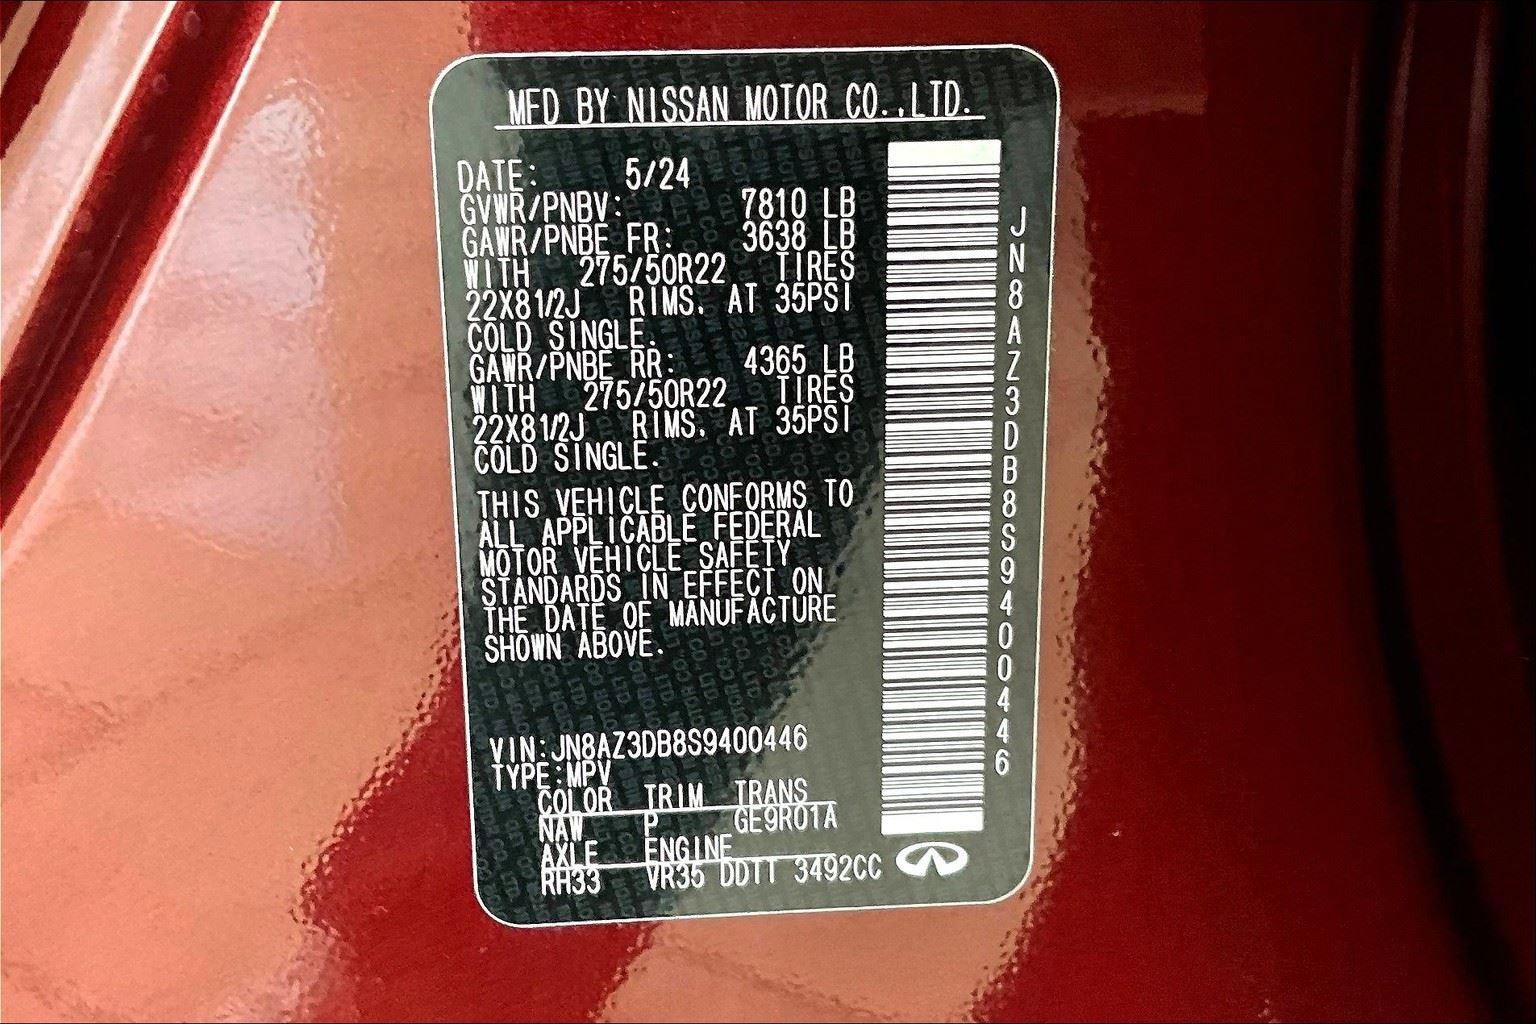 MFD BY NISSAN MOTOR CO.,LTD.
DATE: 5/24
GVWR/PNBV: 7810 LB
GAWR/PNBE FR: 3638 LB
WITH 275/50R22 TIRES
22X81/2J RIMS. AT 35PSI
COLD SINGLE.
GAWR/PNBE RR: 4365 LB
WITH 275/50R22 TIRES
22X81/2J RIMS. AT 35PSI
COLD SINGLE.
THIS VEHICLE CONFORMS TO
ALL APPLICABLE FEDERAL
MOTOR VEHICLE SAFETY
STANDARDS IN EFFECT ON
THE DATE OF MANUFACTURE
SHOWN ABOVE.
VIN:JN8AZ3DB8S9400446
TYPE:MPV
COLOR TRIM TRANS
NAW P GE9R01A
AXLE ENGINE
RH33 VR35 DDTT 3492CC
JN8AZ3DB8S9400446